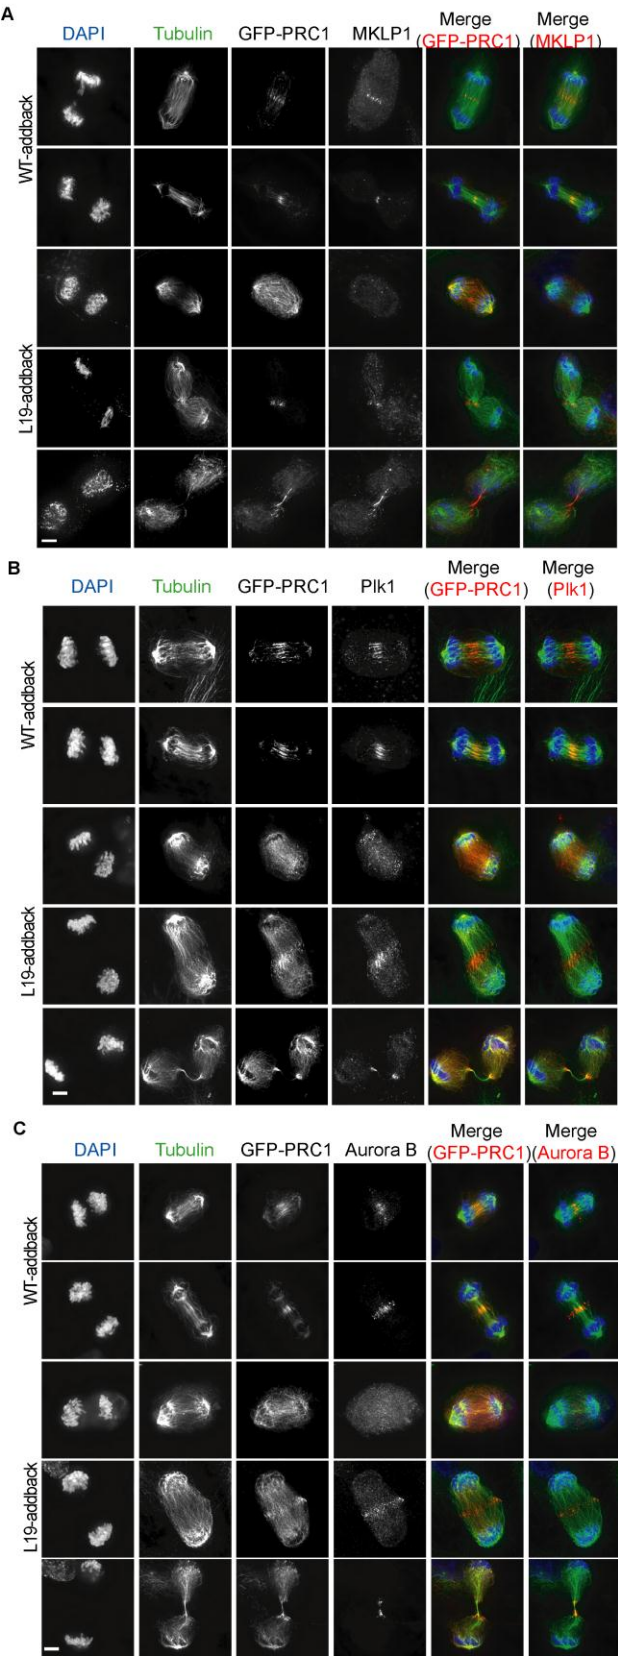 A
DAPI Tubulin GFP-PRC1 MKLP1 Merge (GFP-PRC1) Merge (MKLP1)
WT-addback
L19-addback
B
DAPI Tubulin GFP-PRC1 Plk1 Merge (GFP-PRC1) Merge (Plk1)
WT-addback
L19-addback
C
DAPI Tubulin GFP-PRC1 Aurora B Merge (GFP-PRC1) Merge (Aurora B)
WT-addback
L19-addback